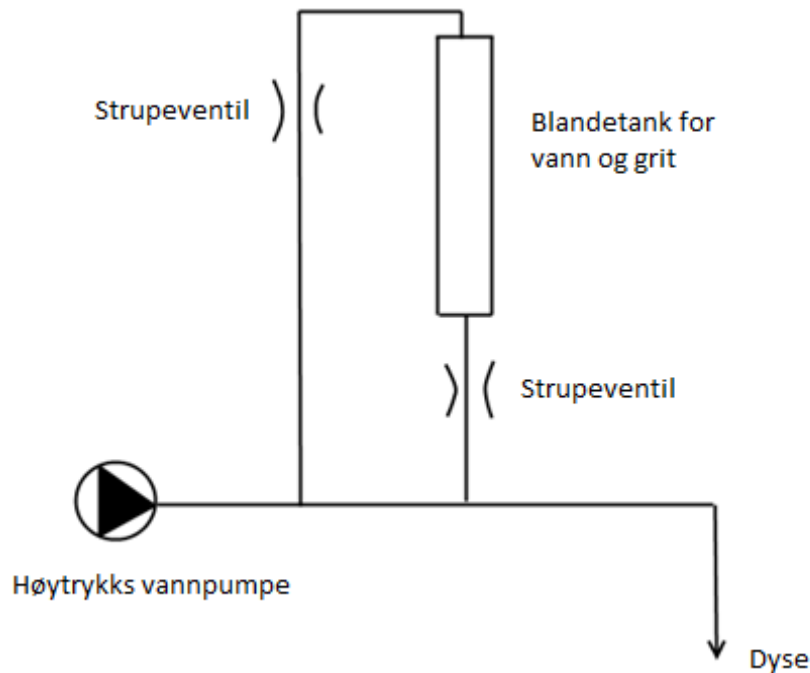 Strupeventil
Blandetank for
vann og grit
Strupeventil
Høytrykks vannpumpe
Dyse